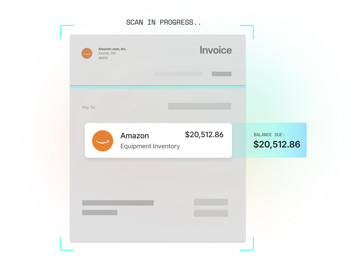 SCAN IN PROGRESS..
Amazon.com, Inc.
Invoice
Seattle, WA
Pay To:
Amazon
$20,512.86
Equipment Inventory
BALANCE DUE:
$20,512.86